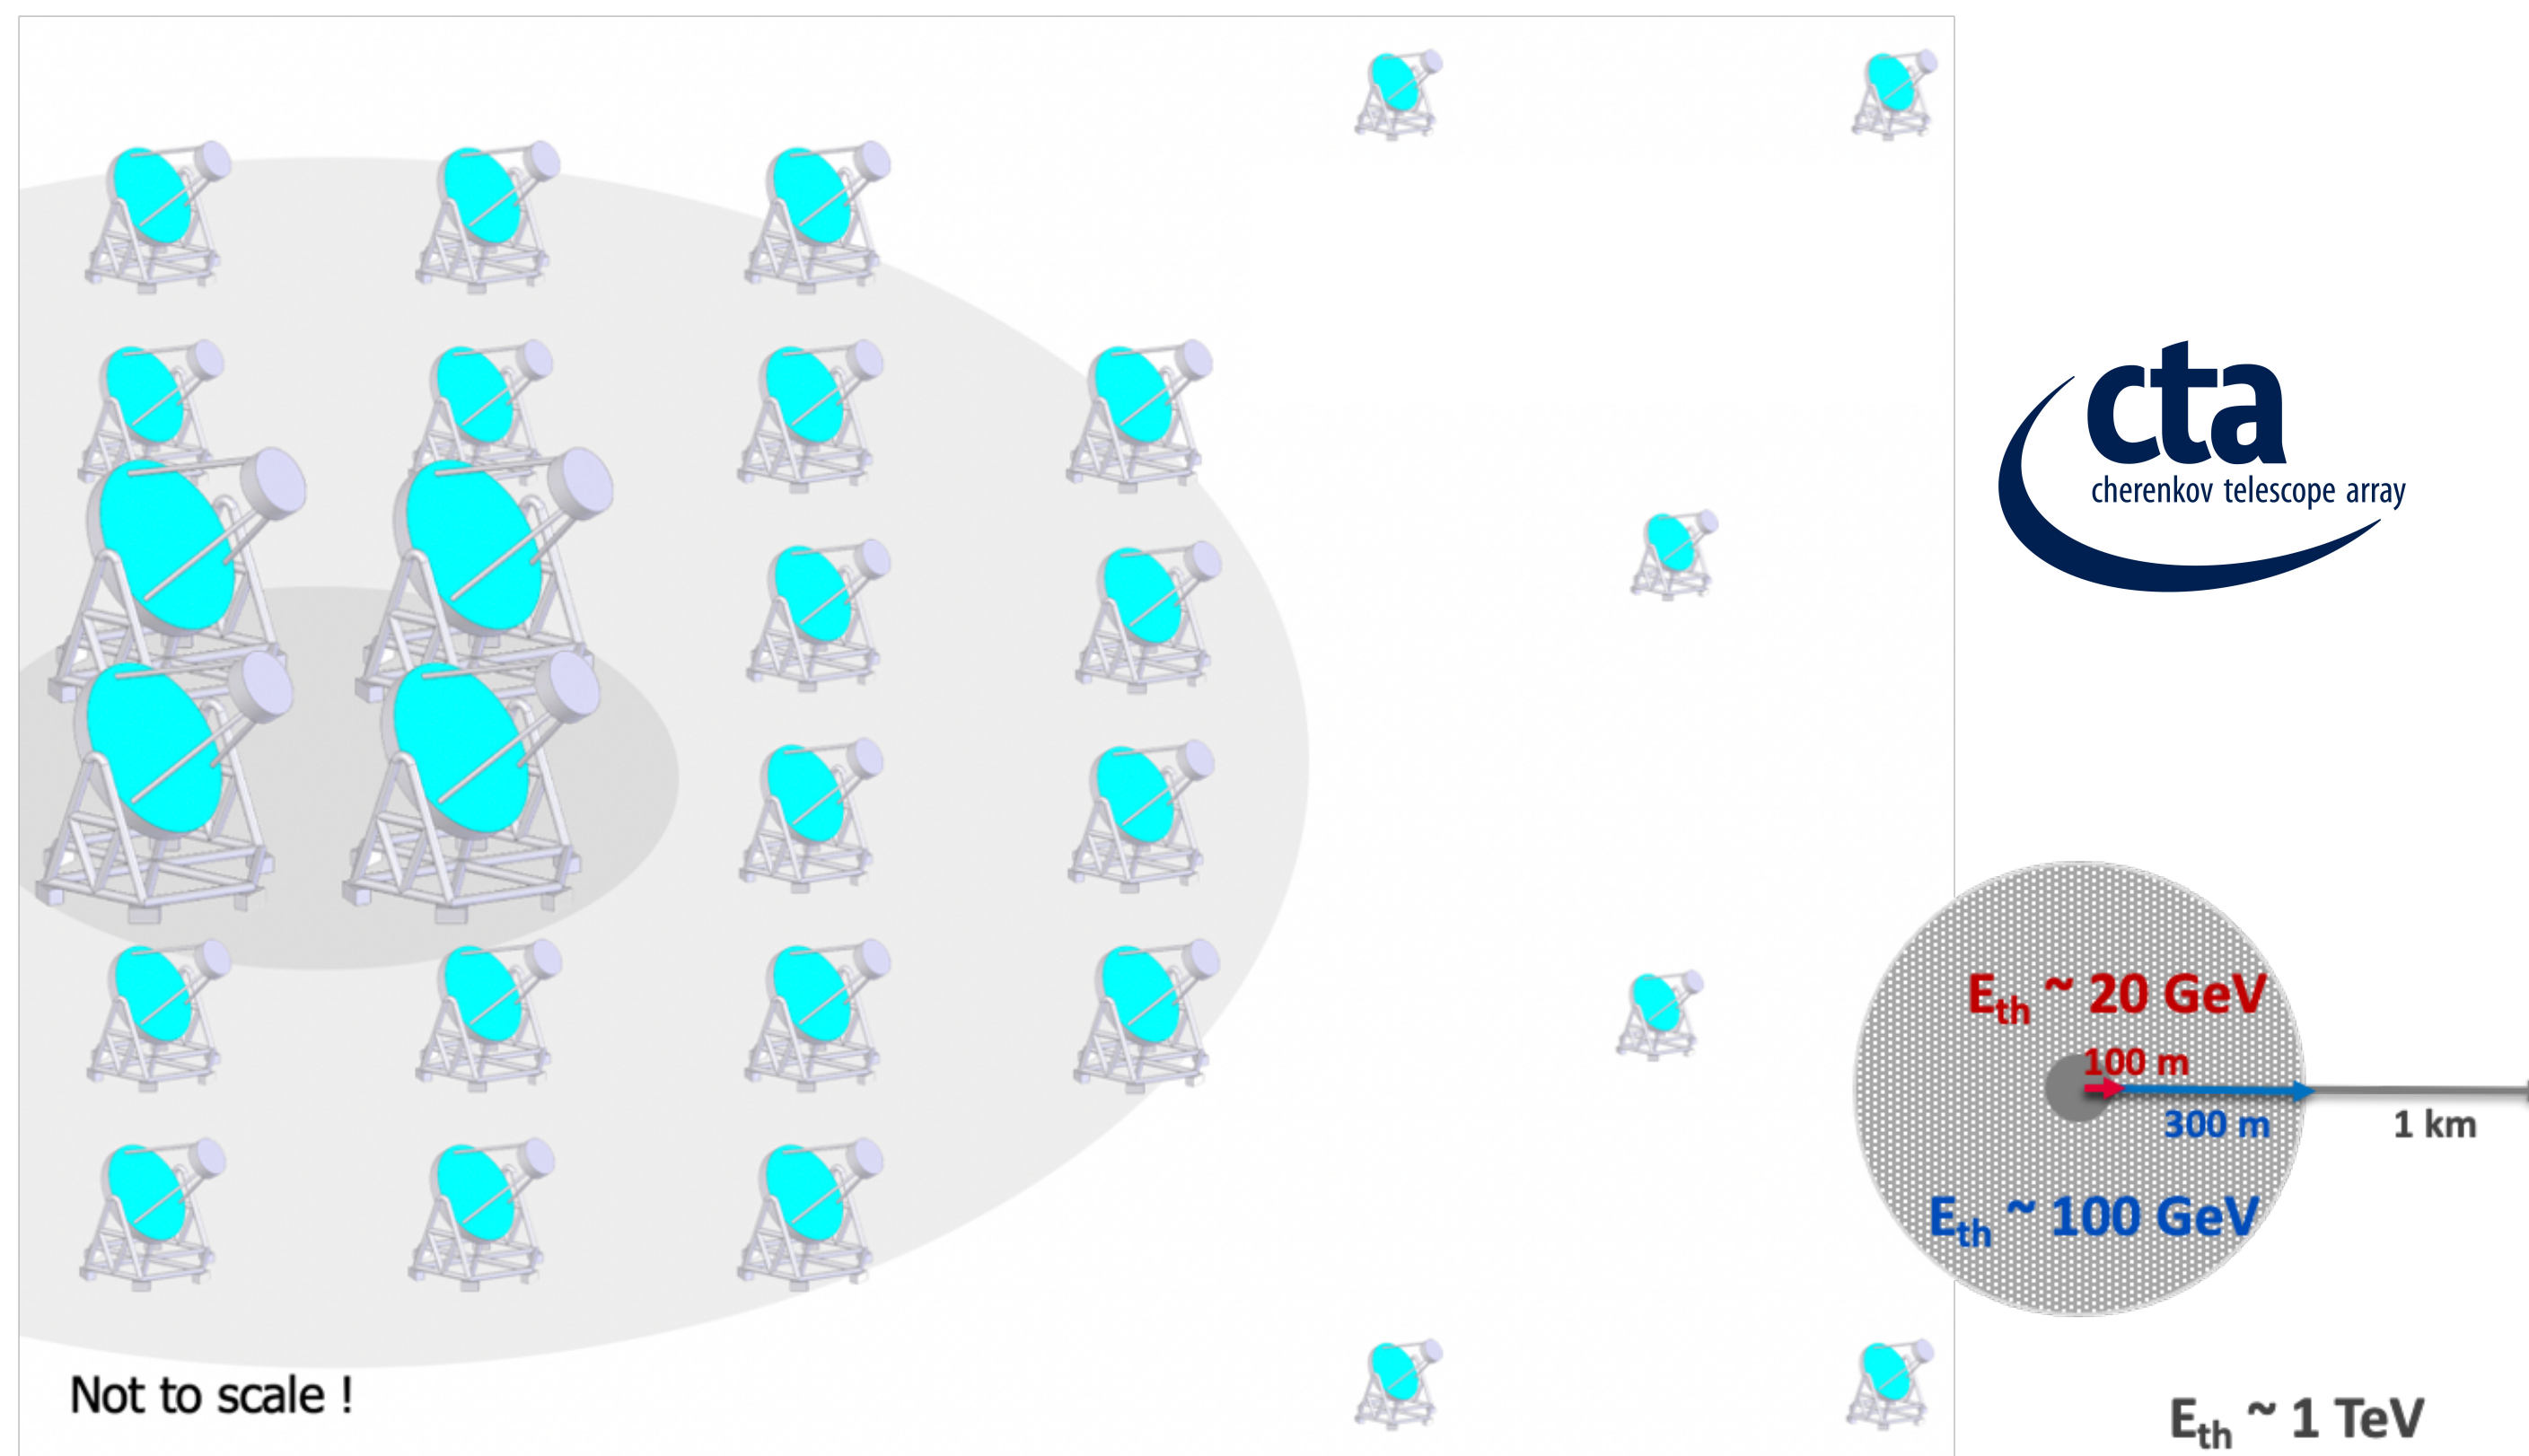 cta
cherenkov telescope array
Eth ~ 20 GeV
100 m
300 m
1 km
Eth ~ 100 GeV
Not to scale !
Eth ~ 1 TeV